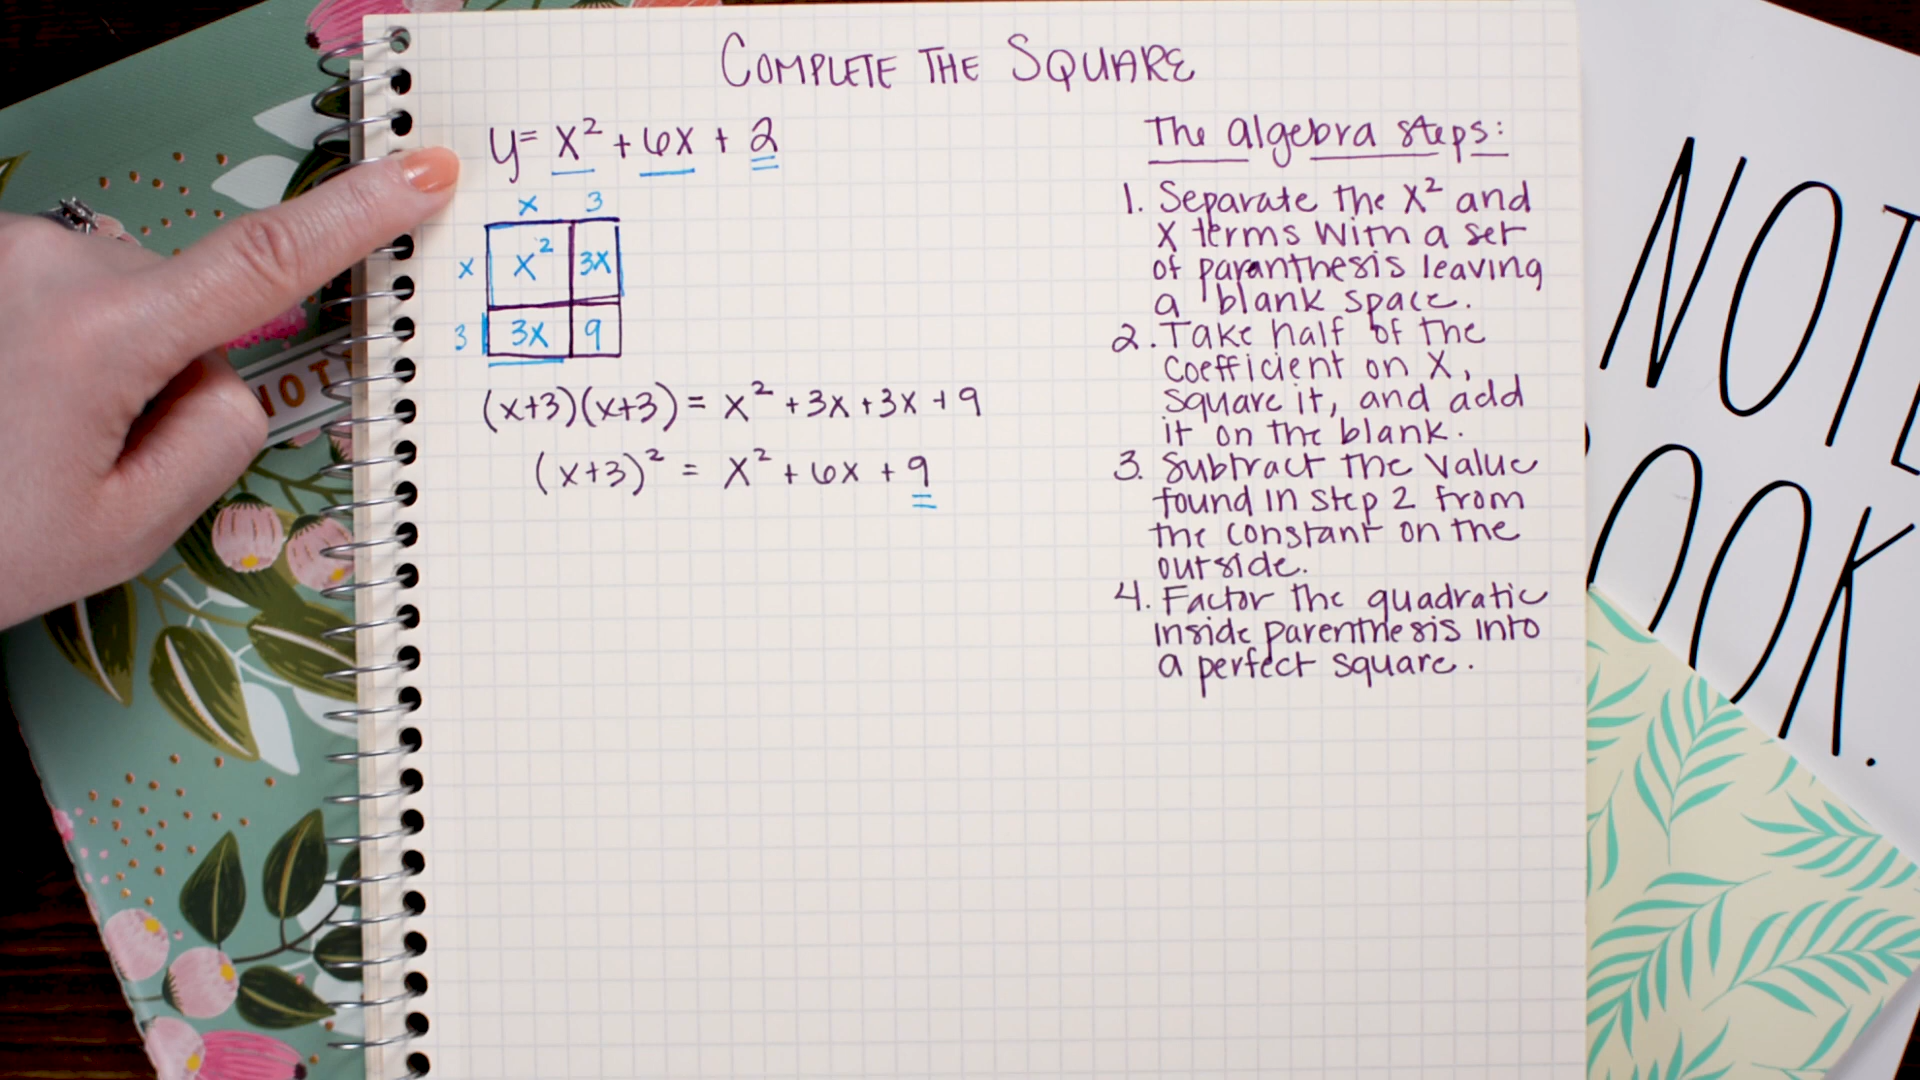 COMPLETE THE SQUARE
y= x² + 6x + 2
x 3
x x² 3x
3 3x 9
(x+3)(x+3) = x² + 3x + 3x + 9
(x+3)² = x² + 6x + 9
The algebra steps:
1. Separate the x² and
x terms with a set
of paranthesis leaving
a blank space.
2. Take half of the
coefficient on x,
square it, and add
it on the blank.
3. Subtract the value
found in step 2 from
the constant on the
outside.
4. Factor the quadratic
inside parenthesis into
a perfect square.
NOT
NOTE
OOK.